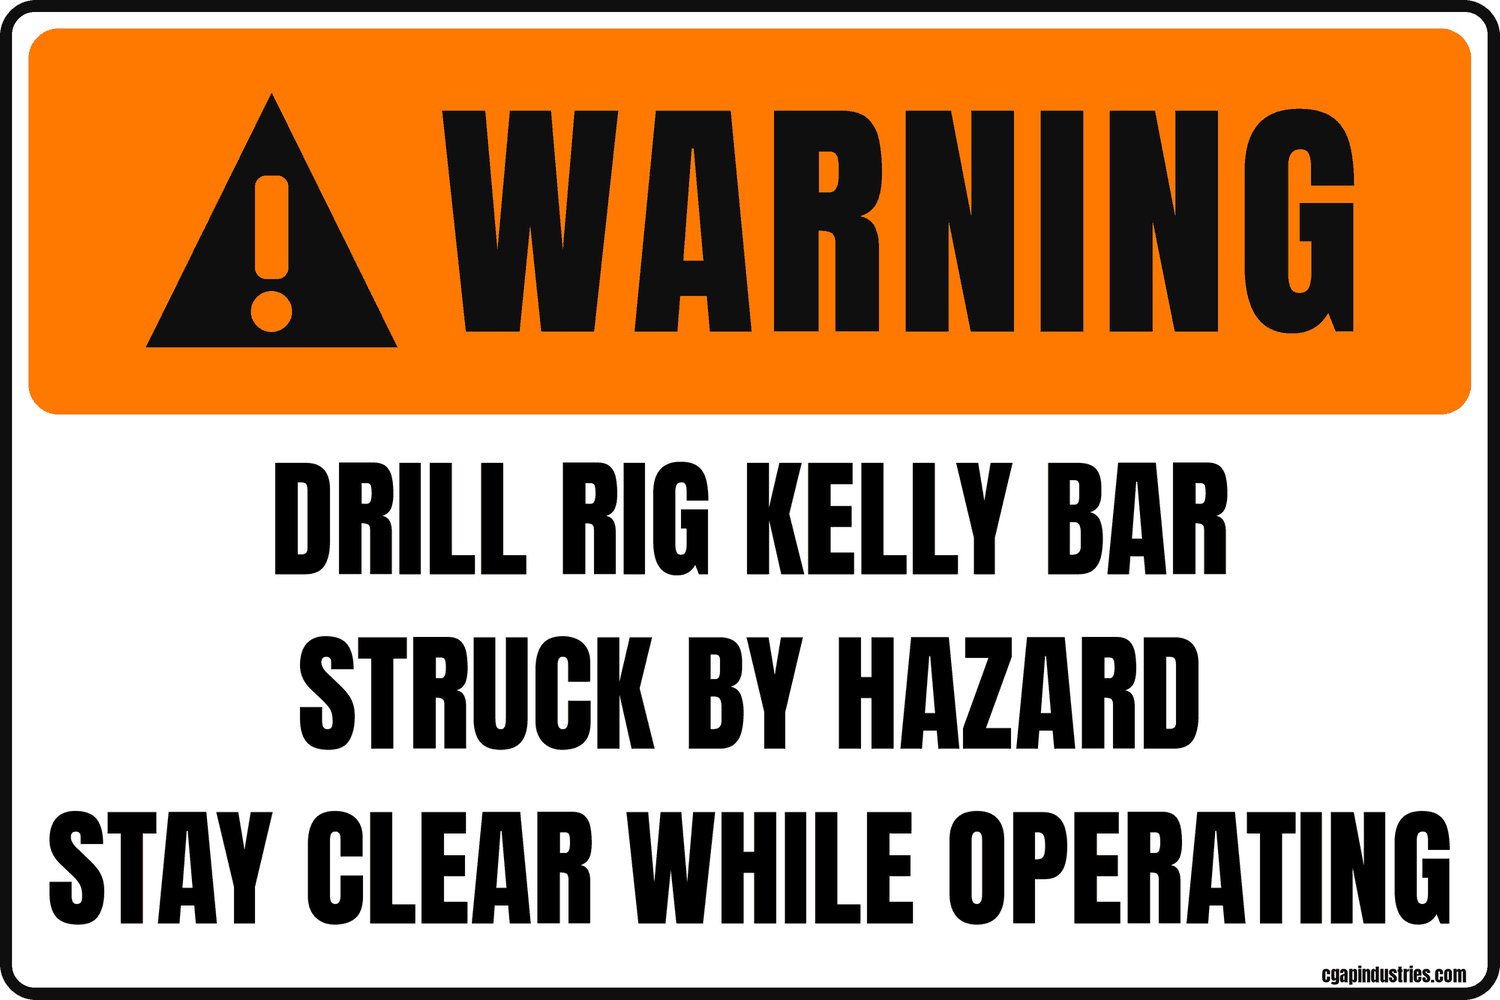 WARNING
DRILL RIG KELLY BAR
STRUCK BY HAZARD
STAY CLEAR WHILE OPERATING
cgapindustries.com